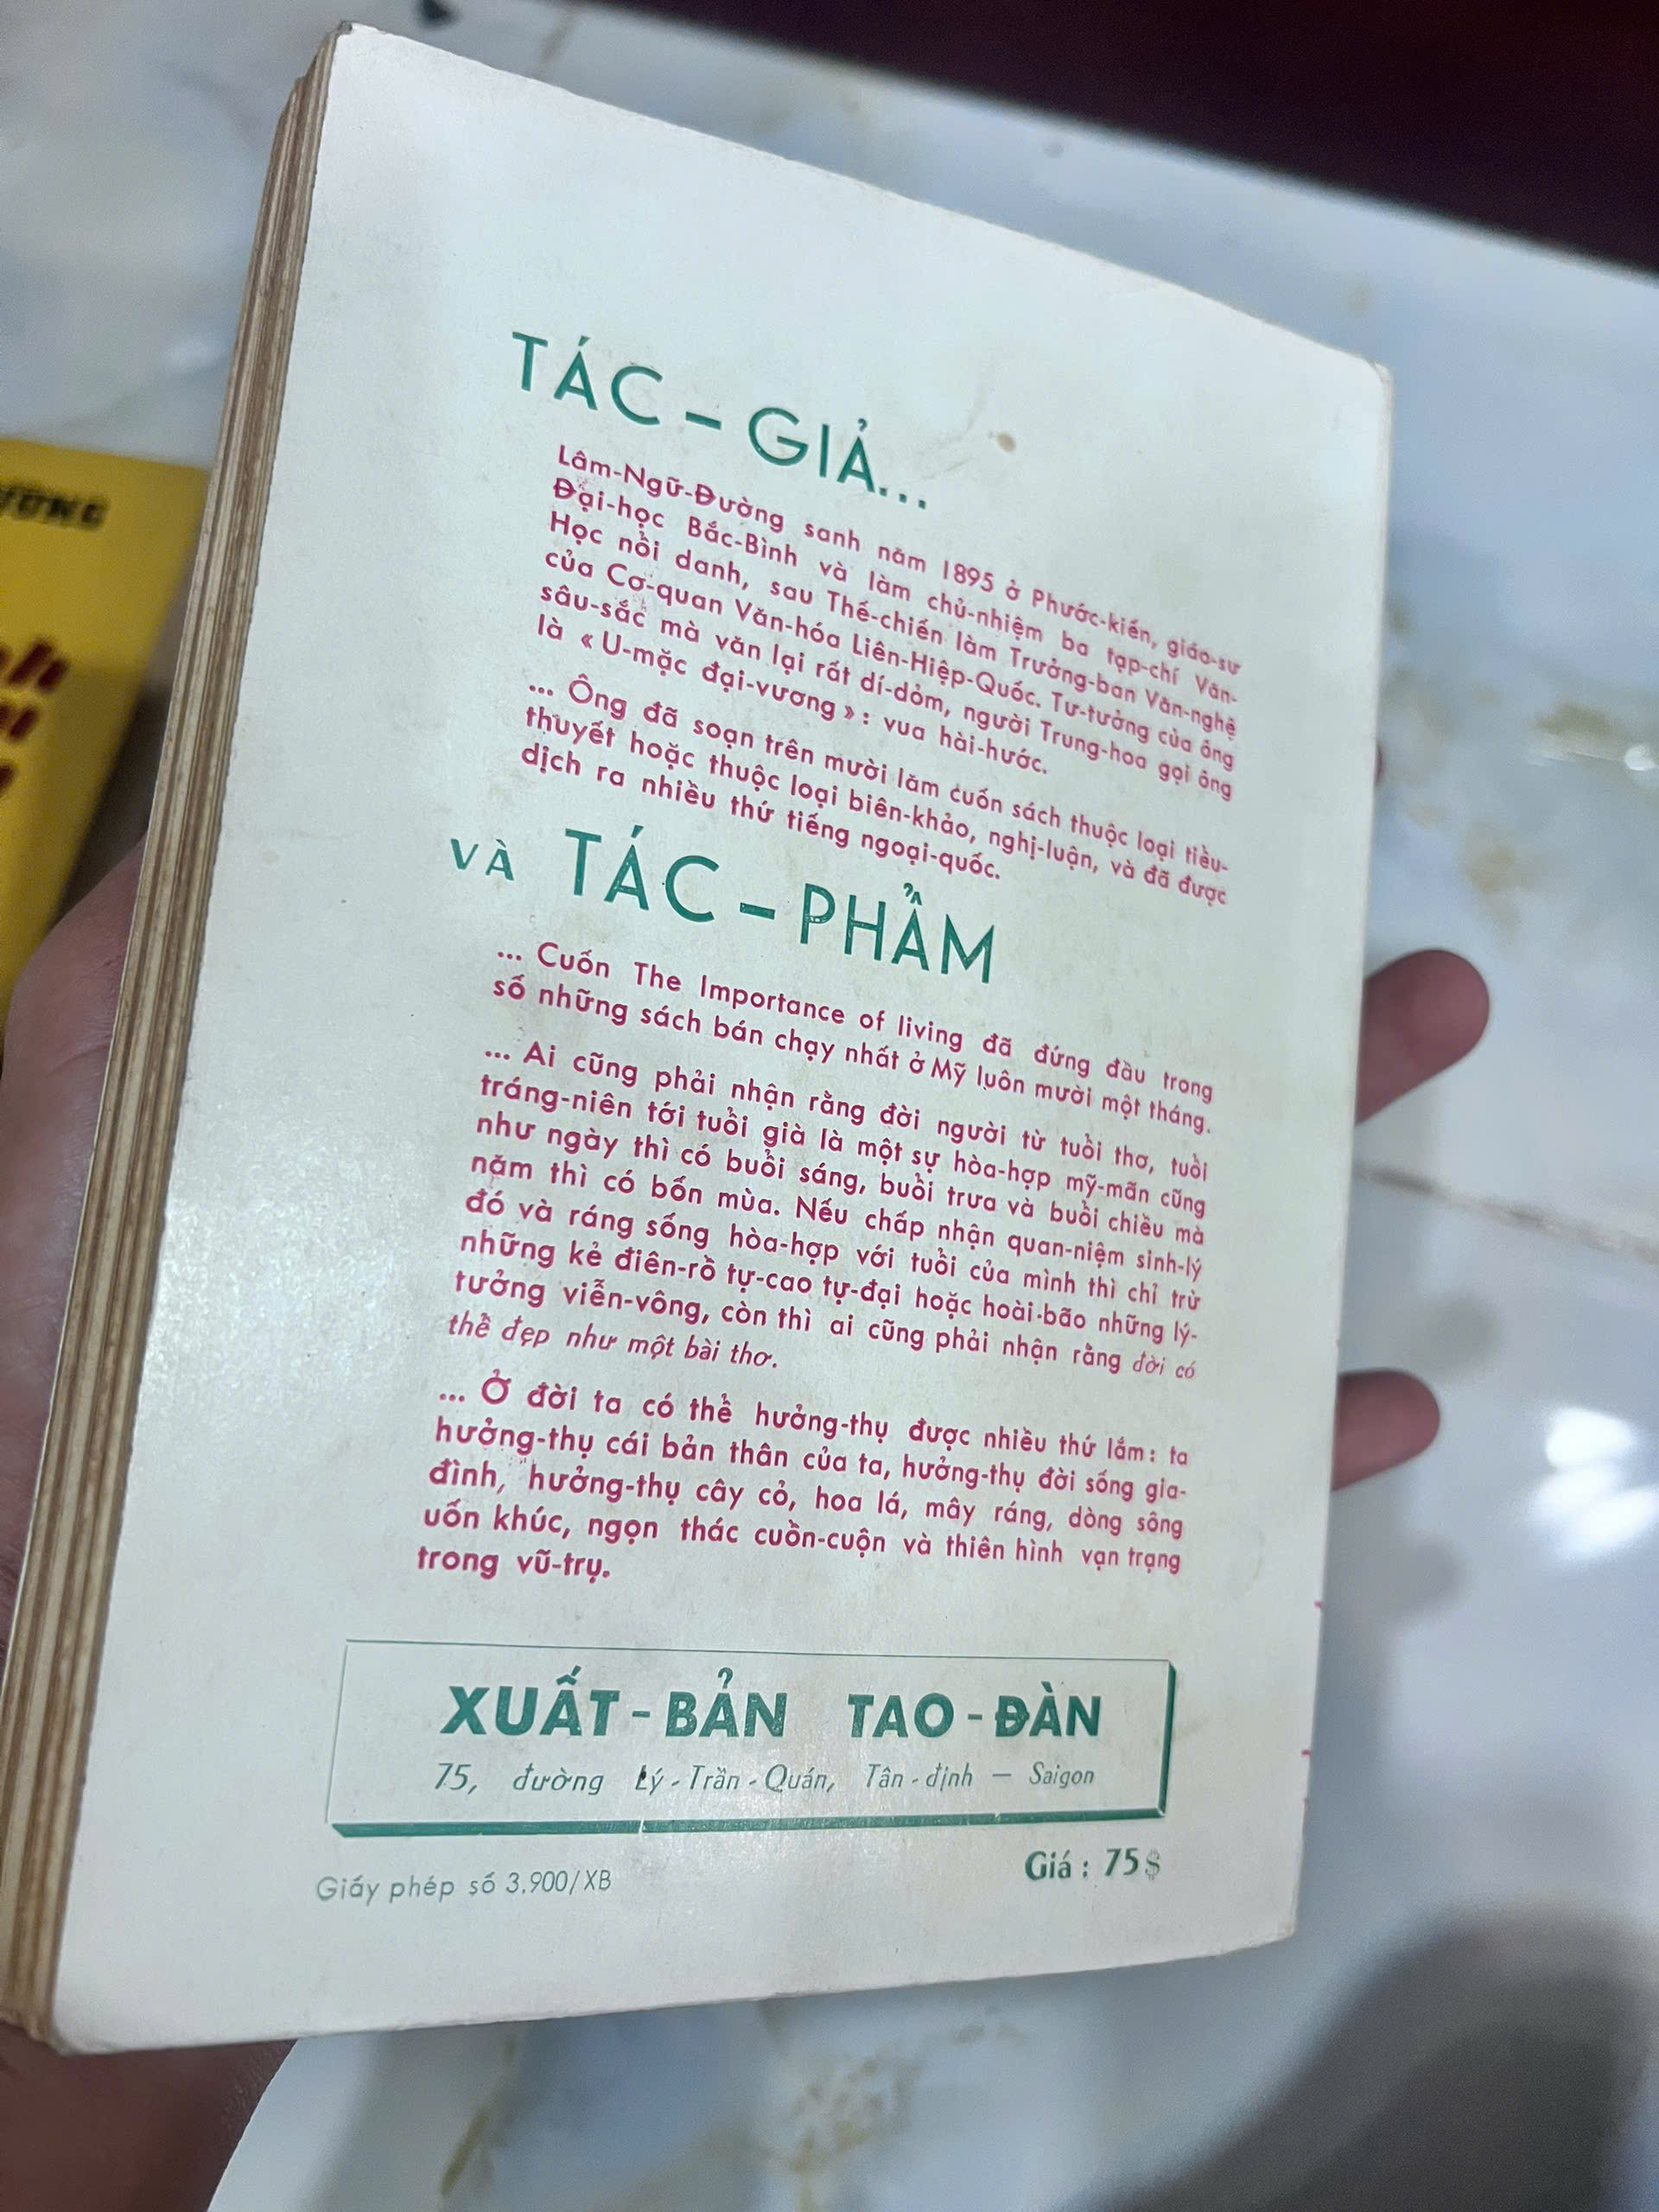 TÁC - GIẢ...
Lâm-Ngữ-Đường sanh năm 1895 ở Phước-kiến, giáo-sư
Đại-học Bắc-Bình và làm chủ-nhiệm ba tạp-chí Văn-
Học nổi danh, sau Thế-chiến làm Trưởng-ban Văn-nghệ
của Cơ-quan Văn-hóa Liên-Hiệp-Quốc. Tư-tưởng của ông
sâu-sắc mà văn lại rất dí-dỏm, người Trung-hoa gọi ông
là « U-mặc đại-vương » : vua hài-hước.
... Ông đã soạn trên mười lăm cuốn sách thuộc loại tiểu-
thuyết hoặc thuộc loại biên-khảo, nghị-luận, và đã được
dịch ra nhiều thứ tiếng ngoại-quốc.
VÀ TÁC - PHẨM
... Cuốn The Importance of living đã đứng đầu trong
số những sách bán chạy nhất ở Mỹ luôn mười một tháng.
... Ai cũng phải nhận rằng đời người từ tuổi thơ, tuổi
tráng-niên tới tuổi già là một sự hòa-hợp mỹ-mãn cũng
như ngày thì có buổi sáng, buổi trưa và buổi chiều mà
năm thì có bốn mùa. Nếu chấp nhận quan-niệm sinh-lý
đó và ráng sống hòa-hợp với tuổi của mình thì chỉ trừ
những kẻ điên-rồ tự-cao tự-đại hoặc hoài-bão những lý-
tưởng viễn-vông, còn thì ai cũng phải nhận rằng đời có
thể đẹp như một bài thơ.
... Ở đời ta có thể hưởng-thụ được nhiều thứ lắm : ta
hưởng-thụ cái bản thân của ta, hưởng-thụ đời sống gia-
đình, hưởng-thụ cây cỏ, hoa lá, mây ráng, dòng sông
uốn khúc, ngọn thác cuồn-cuộn và thiên hình vạn trạng
trong vũ-trụ.
XUẤT - BẢN TAO - ĐÀN
75, đường Lý - Trần - Quán, Tân - định — Saigon
Giá : 75$
Giấy phép số 3.900/XB